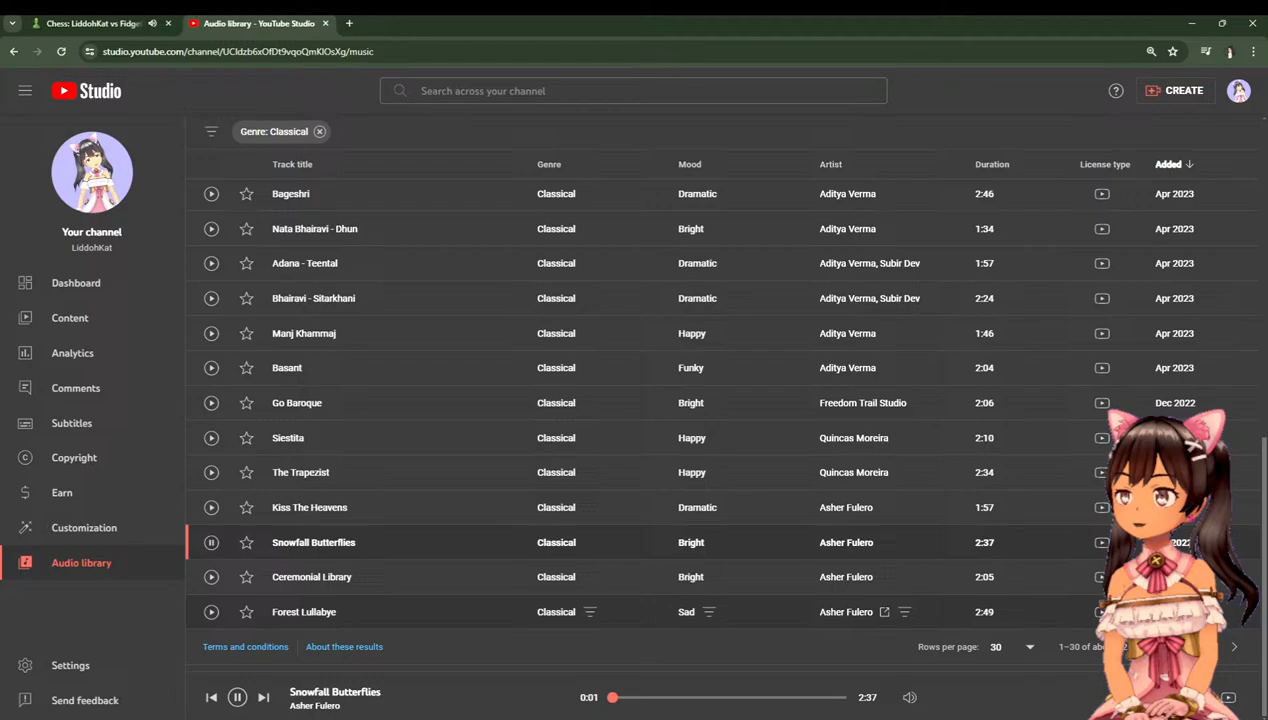 Chess: LiddohKat vs Fidget
Audio library - YouTube Studio
studio.youtube.com/channel/UCIdzb6xOfDt9vqoQmKlOsXg/music
Studio
Search across your channel
CREATE
Your channel
LiddohKat
Dashboard
Content
Analytics
Comments
Subtitles
Copyright
Earn
Customization
Audio library
Settings
Send feedback
Genre: Classical
Track title Genre Mood Artist Duration License type Added
Bageshri Classical Dramatic Aditya Verma 2:46 Apr 2023
Nata Bhairavi - Dhun Classical Bright Aditya Verma 1:34 Apr 2023
Adana - Teental Classical Dramatic Aditya Verma, Subir Dev 1:57 Apr 2023
Bhairavi - Sitarkhani Classical Dramatic Aditya Verma, Subir Dev 2:24 Apr 2023
Manj Khammaj Classical Happy Aditya Verma 1:46 Apr 2023
Basant Classical Funky Aditya Verma 2:04 Apr 2023
Go Baroque Classical Bright Freedom Trail Studio 2:06 Dec 2022
Siestita Classical Happy Quincas Moreira 2:10
The Trapezist Classical Happy Quincas Moreira 2:34
Kiss The Heavens Classical Dramatic Asher Fulero 1:57
Snowfall Butterflies Classical Bright Asher Fulero 2:37
Ceremonial Library Classical Bright Asher Fulero 2:05
Forest Lullabye Classical Sad Asher Fulero 2:49
Terms and conditions About these results Rows per page: 30 1–30 of
Snowfall Butterflies
Asher Fulero
0:01 2:37